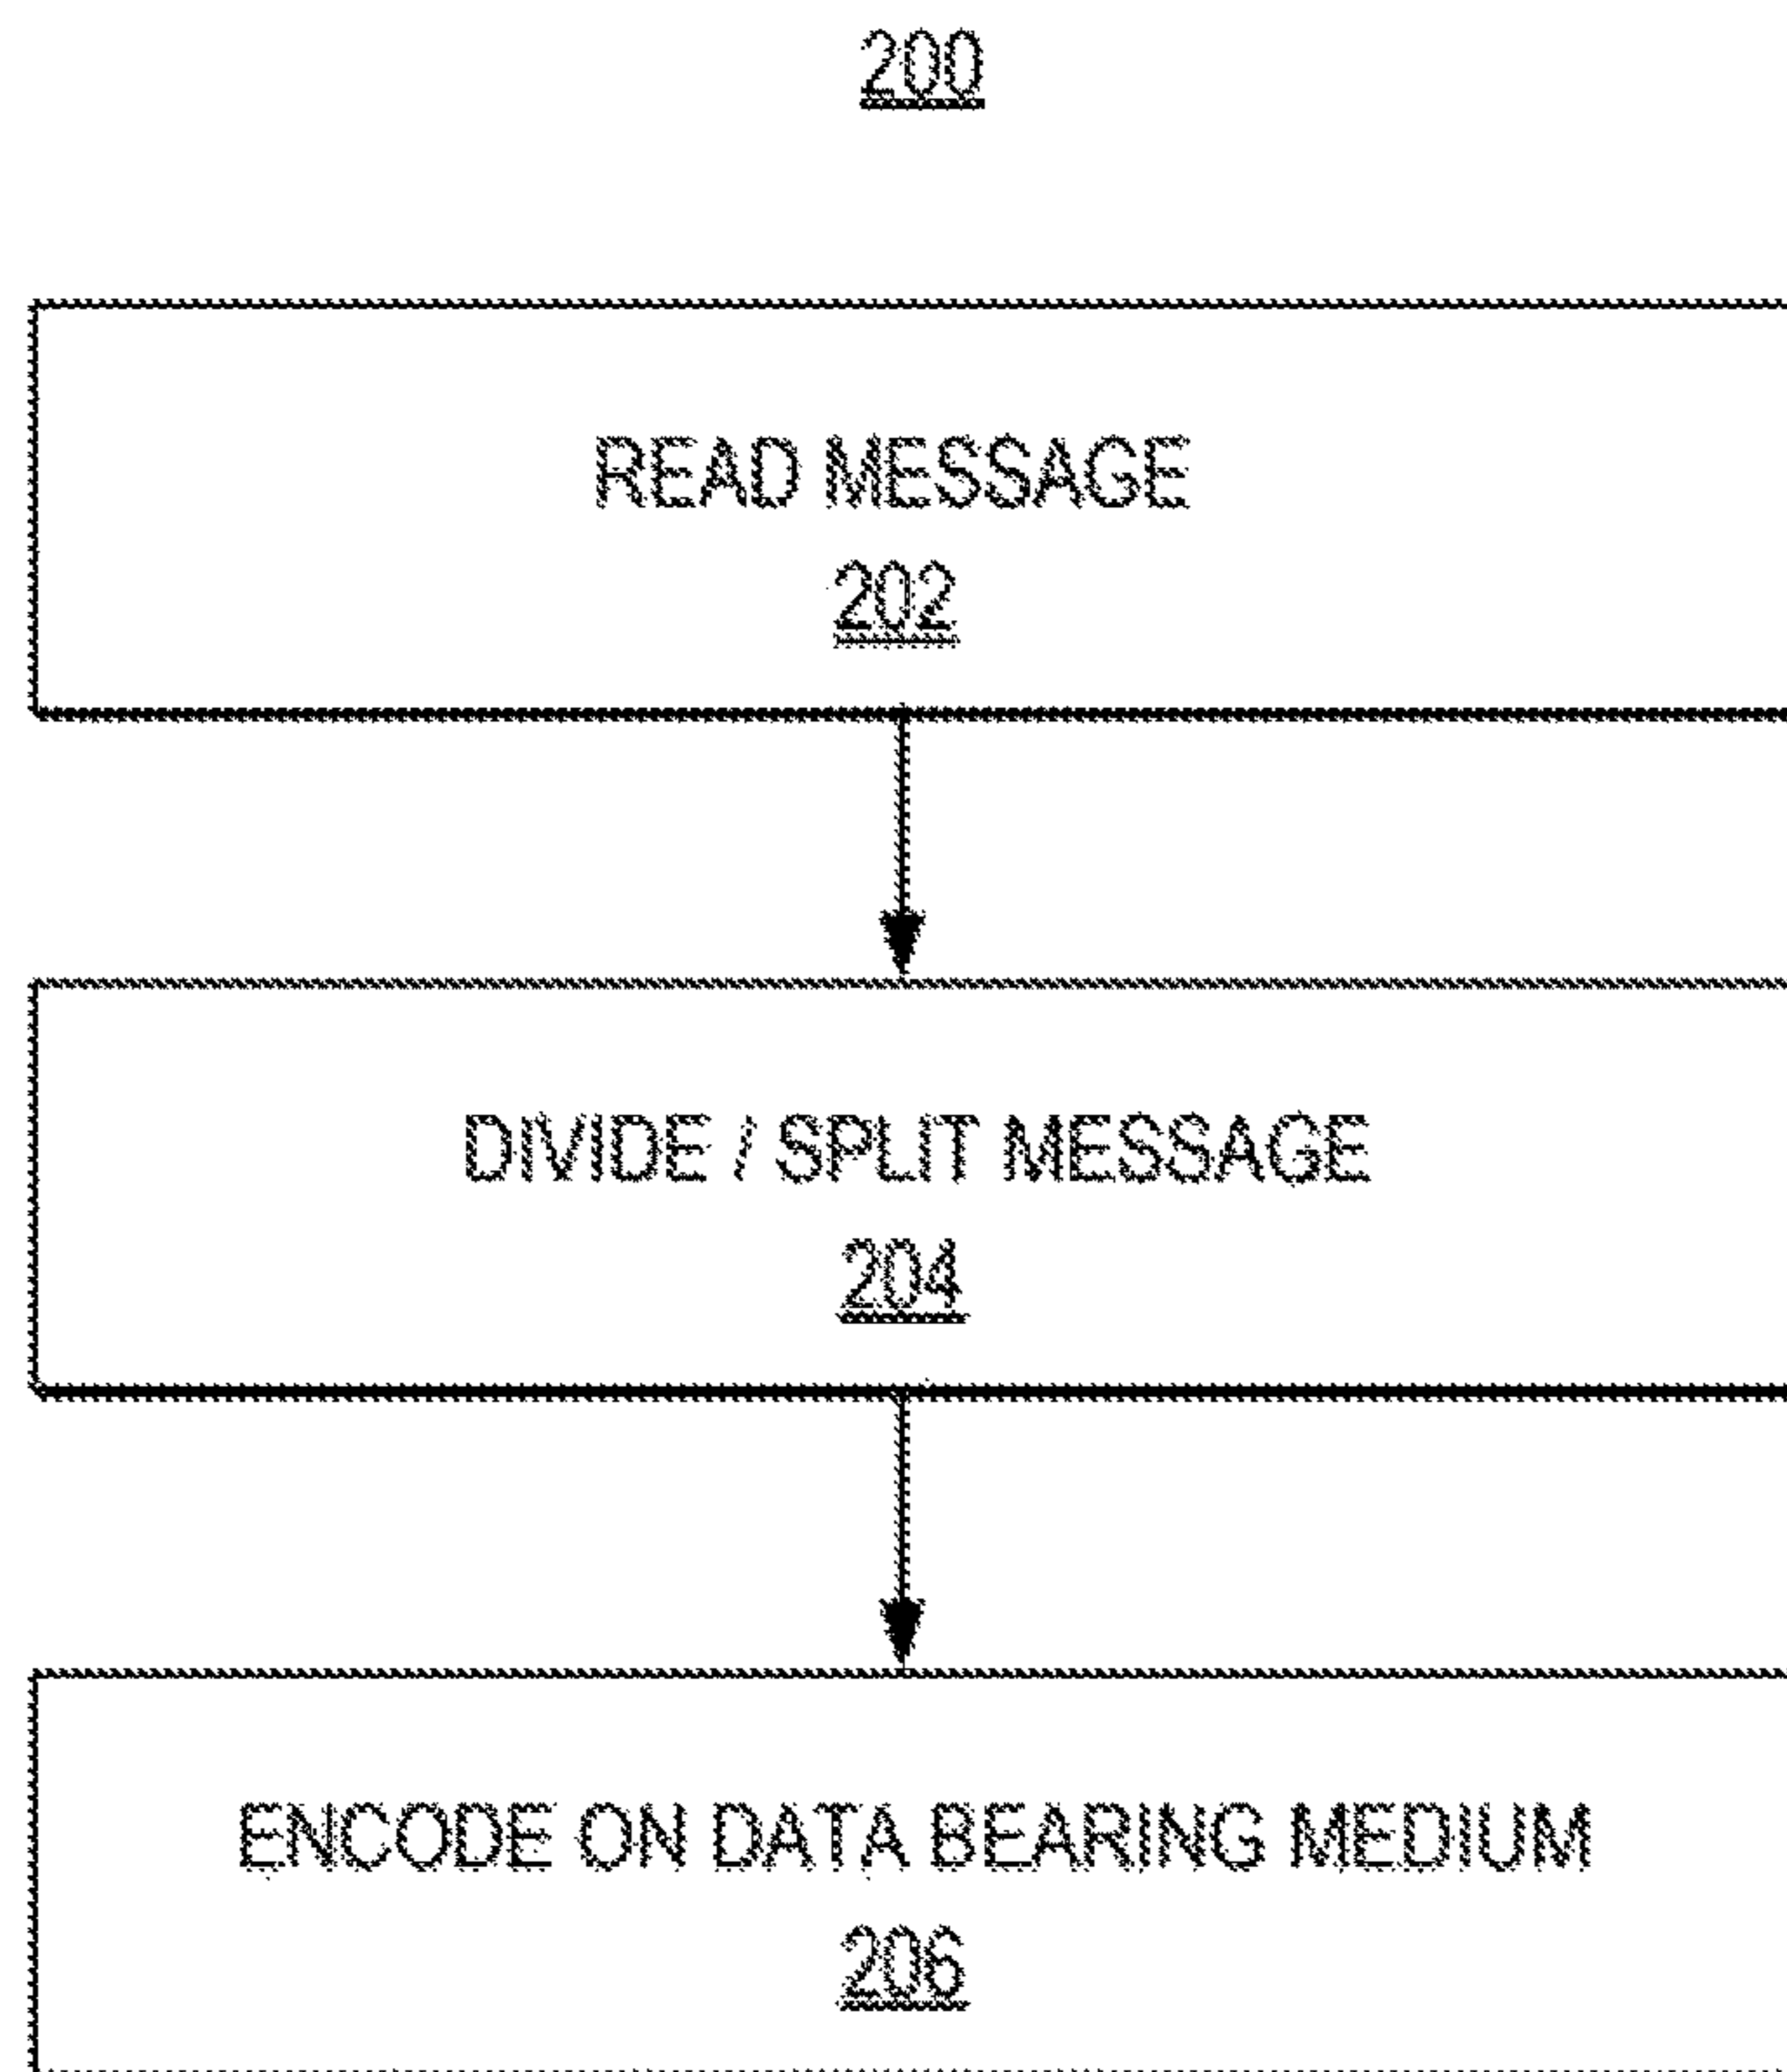 200
READ MESSAGE
202
DIVIDE / SPLIT MESSAGE
204
ENCODE ON DATA BEARING MEDIUM
206